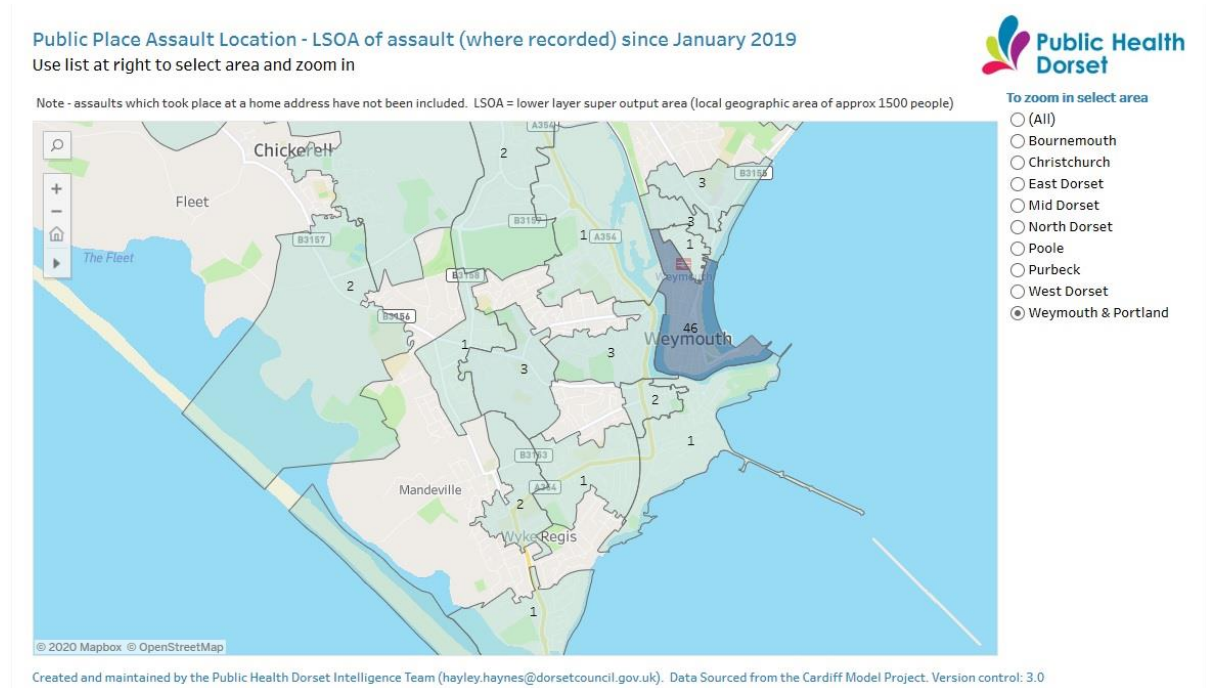 Public Place Assault Location - LSOA of assault (where recorded) since January 2019
Use list at right to select area and zoom in
Public Health
Dorset
Note - assaults which took place at a home address have not been included. LSOA = lower layer super output area (local geographic area of approx 1500 people)
To zoom in select area
(All)
Bournemouth
Christchurch
East Dorset
Mid Dorset
North Dorset
Poole
Purbeck
West Dorset
Weymouth & Portland
A354
Chickerell
2
B3155
3
Fleet
B3157
3
1
A354
1
B3157
The Fleet
B3158
Weymouth
2
B3156
46
Weymouth
1
3
3
2
1
B3153
Mandeville
A354
1
2
Wyke Regis
1
© 2020 Mapbox © OpenStreetMap
Created and maintained by the Public Health Dorset Intelligence Team (hayley.haynes@dorsetcouncil.gov.uk). Data Sourced from the Cardiff Model Project. Version control: 3.0